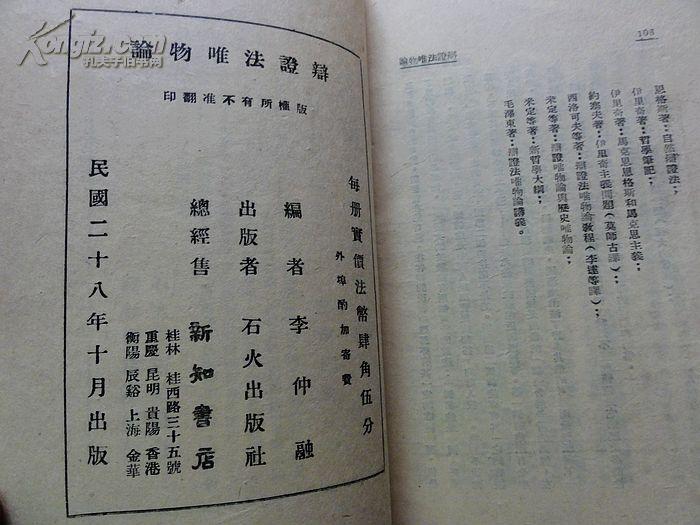 Kongfz.com
孔夫子旧书网
108
辯證法唯物論
恩格斯著:自然辯證法;
伊里奇著:哲學筆記;
伊里奇著:馬克思恩格斯和馬克思主義;
約瑟夫著:伊里奇主義問題(莫師古譯);
西洛可夫等著:辯證法唯物論教程(李達等譯);
米定等著:辯證唯物論與歷史唯物論;
米定等著:新哲學大綱;
毛澤東著:辯證法唯物論講義。
辯證法唯物論
版權所有不准翻印
每册實價法幣肆角伍分
外埠酌加寄費
編者 李仲融
出版者 石火出版社
總經售 新知書店
桂林 桂西路三十五號
重慶 昆明 貴陽 香港
衡陽 辰谿 上海 金華
民國二十八年十月出版